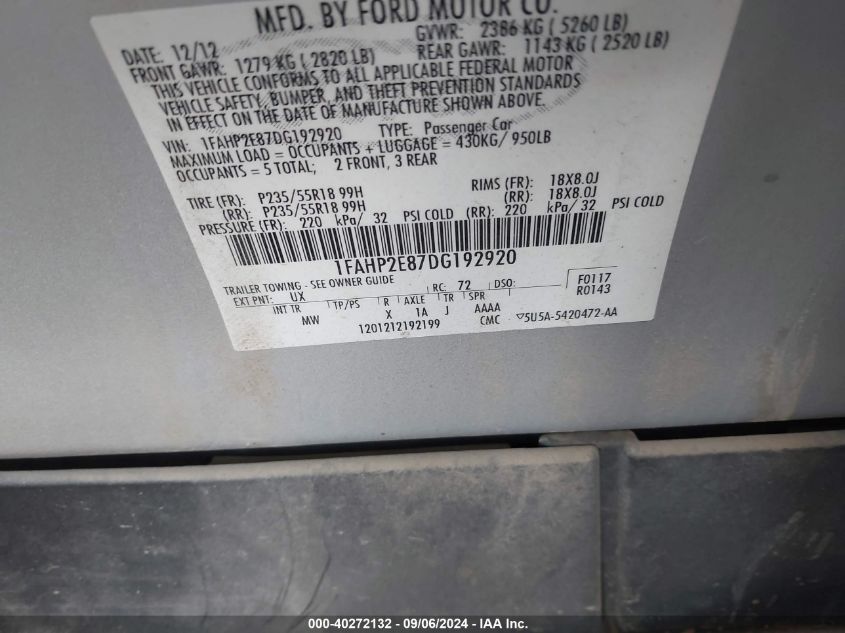 MFD. BY FORD MOTOR CO.
DATE: 12/12 GVWR: 2386 KG ( 5260 LB)
FRONT GAWR: 1279 KG ( 2820 LB) REAR GAWR: 1143 KG ( 2520 LB)
THIS VEHICLE CONFORMS TO ALL APPLICABLE FEDERAL MOTOR
VEHICLE SAFETY, BUMPER, AND THEFT PREVENTION STANDARDS
IN EFFECT ON THE DATE OF MANUFACTURE SHOWN ABOVE.
VIN: 1FAHP2E87DG192920 TYPE: Passenger Car
MAXIMUM LOAD = OCCUPANTS + LUGGAGE = 430KG/ 950LB
OCCUPANTS = 5 TOTAL; 2 FRONT, 3 REAR
TIRE (FR): P235/55R18 99H RIMS (FR): 18X8.0J
(RR): P235/55R18 99H (RR): 18X8.0J
PRESSURE (FR): 220 kPa/ 32 PSI COLD (RR): 220 kPa/ 32 PSI COLD
1FAHP2E87DG192920
TRAILER TOWING - SEE OWNER GUIDE
EXT PNT: UX RC: 72 DSO: F0117
R0143
INT TR TP/PS R AXLE TR SPR
MW X 1A J AAAA
1201212192199 CMC ▽5U5A-5420472-AA
000-40272132 - 09/06/2024 - IAA Inc.